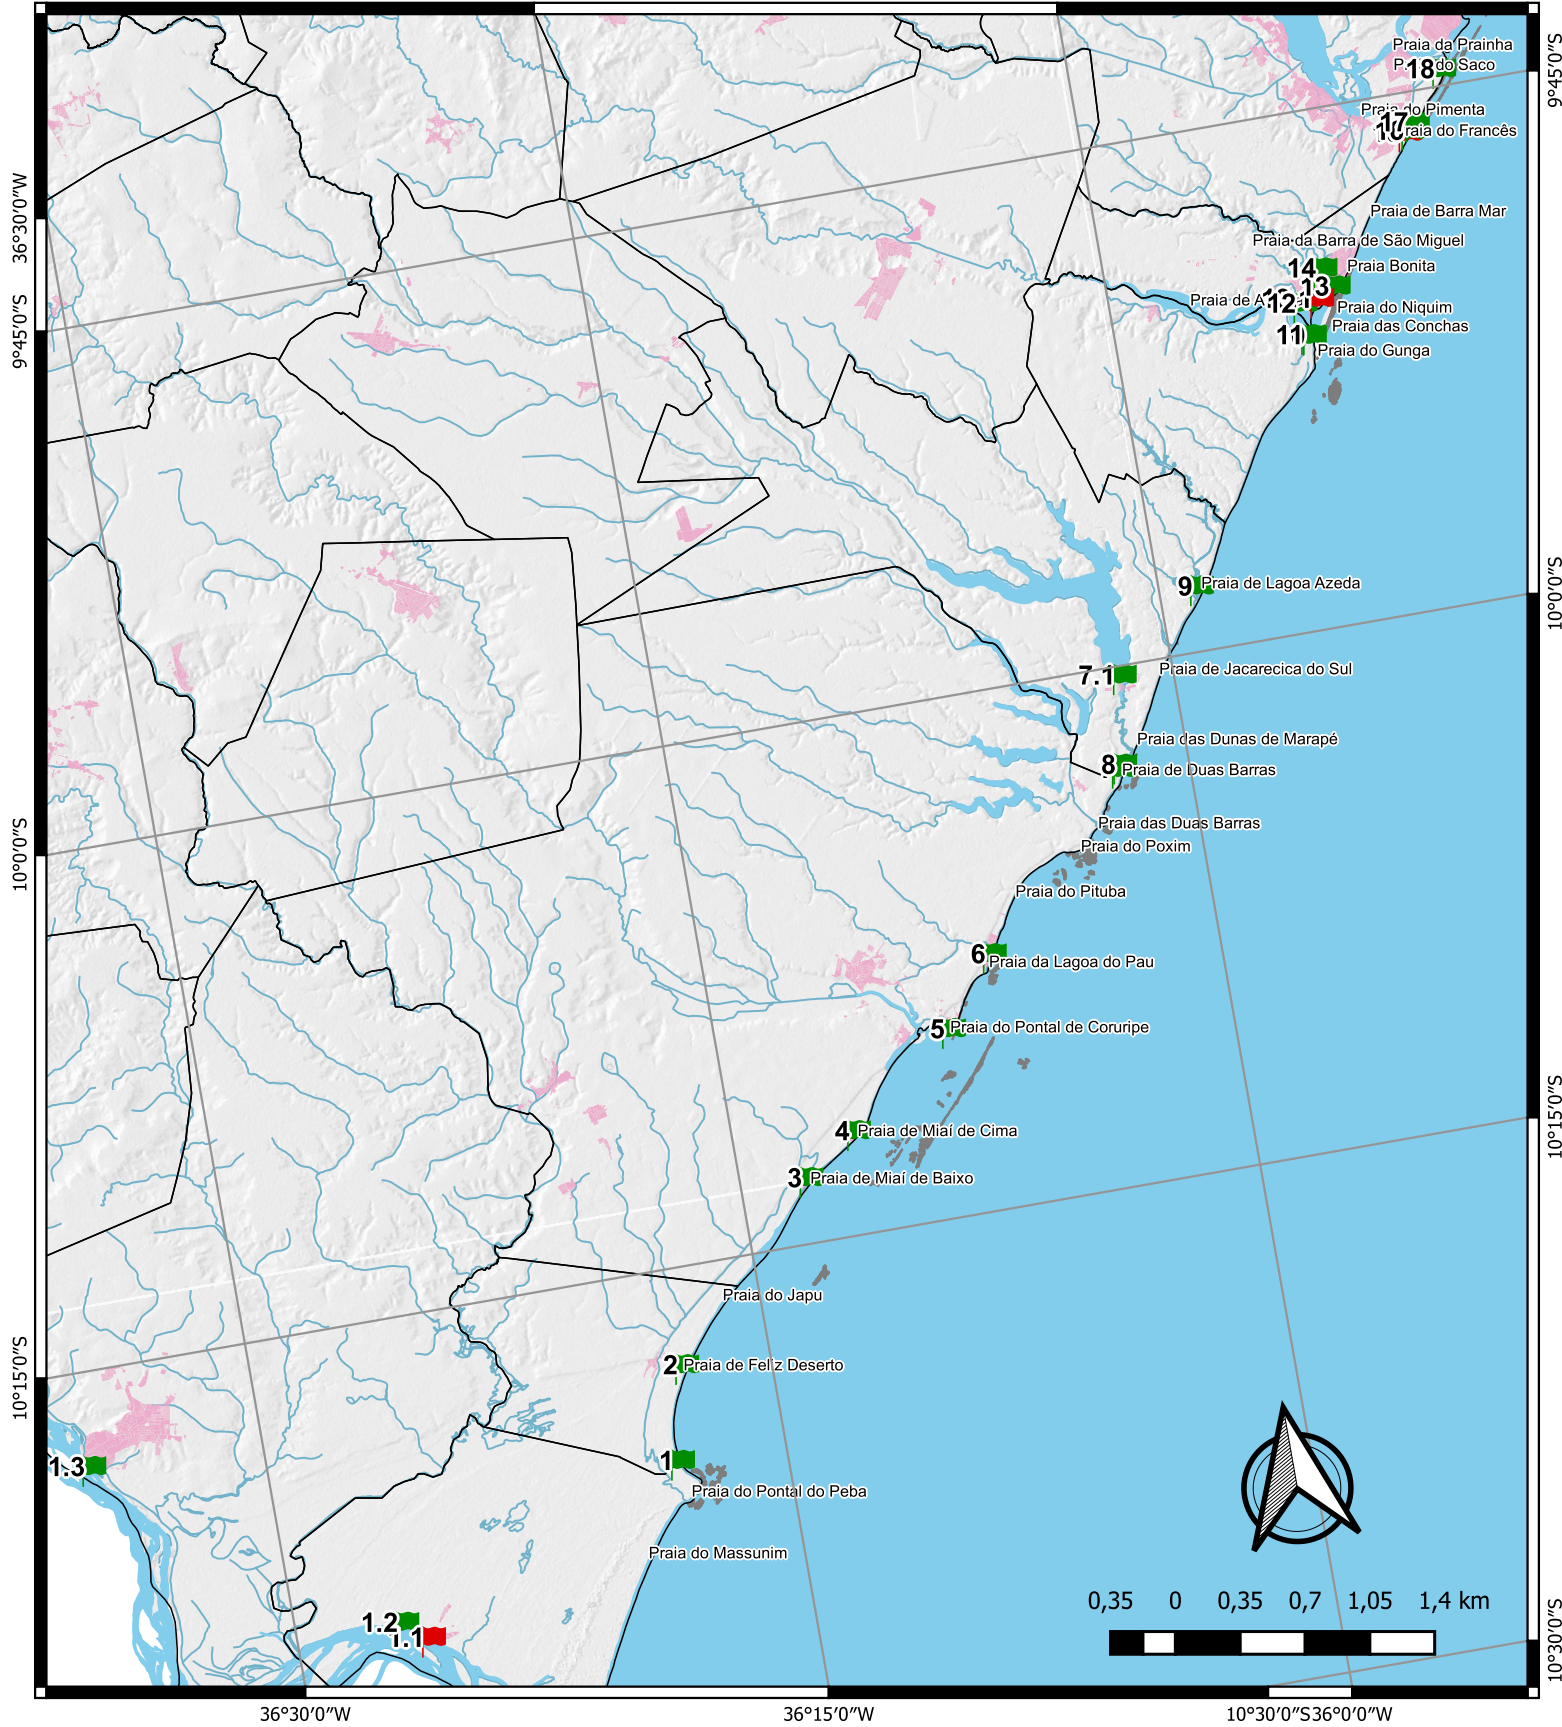 Praia da Prainha
18
do Saco
9°45'0"S
Praia do Pimenta
17
Praia do Francês
36°30'0"W
Praia de Barra Mar
Praia da Barra de São Miguel
14
Praia Bonita
13
Praia de
12
Praia do Niquim
Praia das Conchas
11
Praia do Gunga
9°45'0"S
9
Praia de Lagoa Azeda
10°0'0"S
7.1
Praia de Jacarecica do Sul
Praia das Dunas de Marapé
8
Praia de Duas Barras
Praia das Duas Barras
Praia do Poxim
10°0'0"S
Praia do Pituba
6
Praia da Lagoa do Pau
5
Praia do Pontal de Coruripe
10°15'0"S
4
Praia de Miaí de Cima
3
Praia de Miaí de Baixo
Praia do Japu
2
Praia de Feliz Deserto
10°15'0"S
1
1.3
Praia do Pontal do Peba
Praia do Massunim
0,35 0 0,35 0,7 1,05 1,4 km
1.2
1.1
10°30'0"S
36°30'0"W
36°15'0"W
10°30'0"S
36°0'0"W